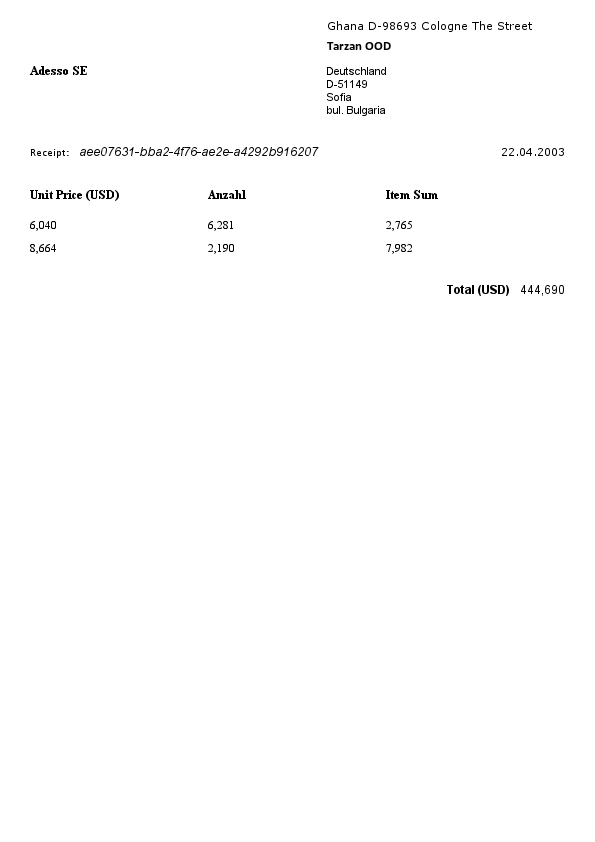 Ghana D-98693 Cologne The Street
Tarzan OOD
Adesso SE
Deutschland
D-51149
Sofia
bul. Bulgaria
Receipt: aee07631-bba2-4f76-ae2e-a4292b916207 22.04.2003
Unit Price (USD) Anzahl Item Sum
6,040 6,281 2,765
8,664 2,190 7,982
Total (USD) 444,690